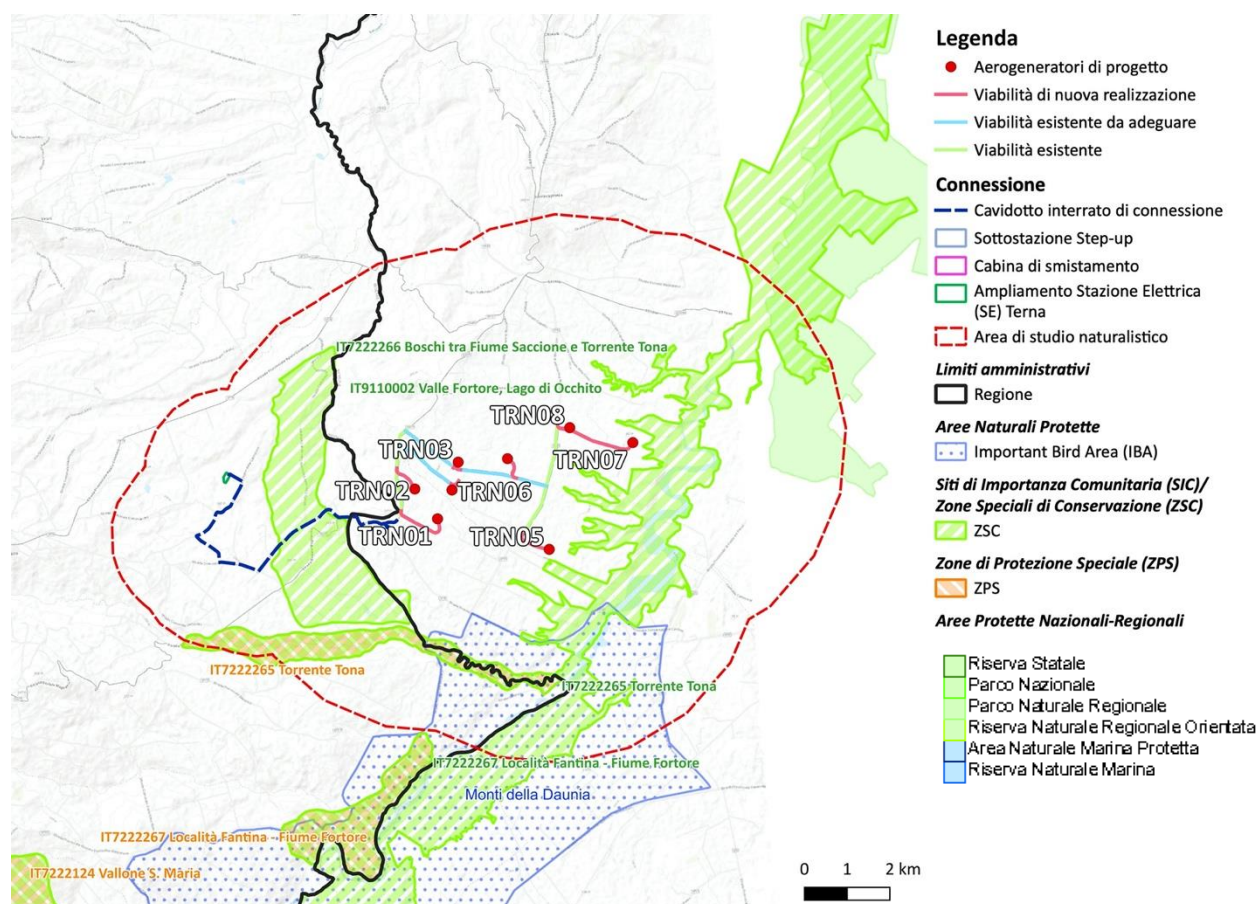 IT7222266 Boschi tra Fiume Saccione e Torrente Tona
IT9110002 Valle Fortore, Lago di Occhito
TRN08
TRN03
TRN07
TRN02
TRN06
TRN01
TRN05
IT7222265 Torrente Tona
IT7222265 Torrente Tona
IT7222267 Località Fantina - Fiume Fortore
Monti della Daunia
IT7222267 Località Fantina - Fiume Fortore
IT7222124 Vallone S. Maria
0 1 2 km
Legenda
Aerogeneratori di progetto
Viabilità di nuova realizzazione
Viabilità esistente da adeguare
Viabilità esistente
Connessione
Cavidotto interrato di connessione
Sottostazione Step-up
Cabina di smistamento
Ampliamento Stazione Elettrica
(SE) Terna
Area di studio naturalistico
Limiti amministrativi
Regione
Aree Naturali Protette
Important Bird Area (IBA)
Siti di Importanza Comunitaria (SIC)/
Zone Speciali di Conservazione (ZSC)
ZSC
Zone di Protezione Speciale (ZPS)
ZPS
Aree Protette Nazionali-Regionali
Riserva Statale
Parco Nazionale
Parco Naturale Regionale
Riserva Naturale Regionale Orientata
Area Naturale Marina Protetta
Riserva Naturale Marina